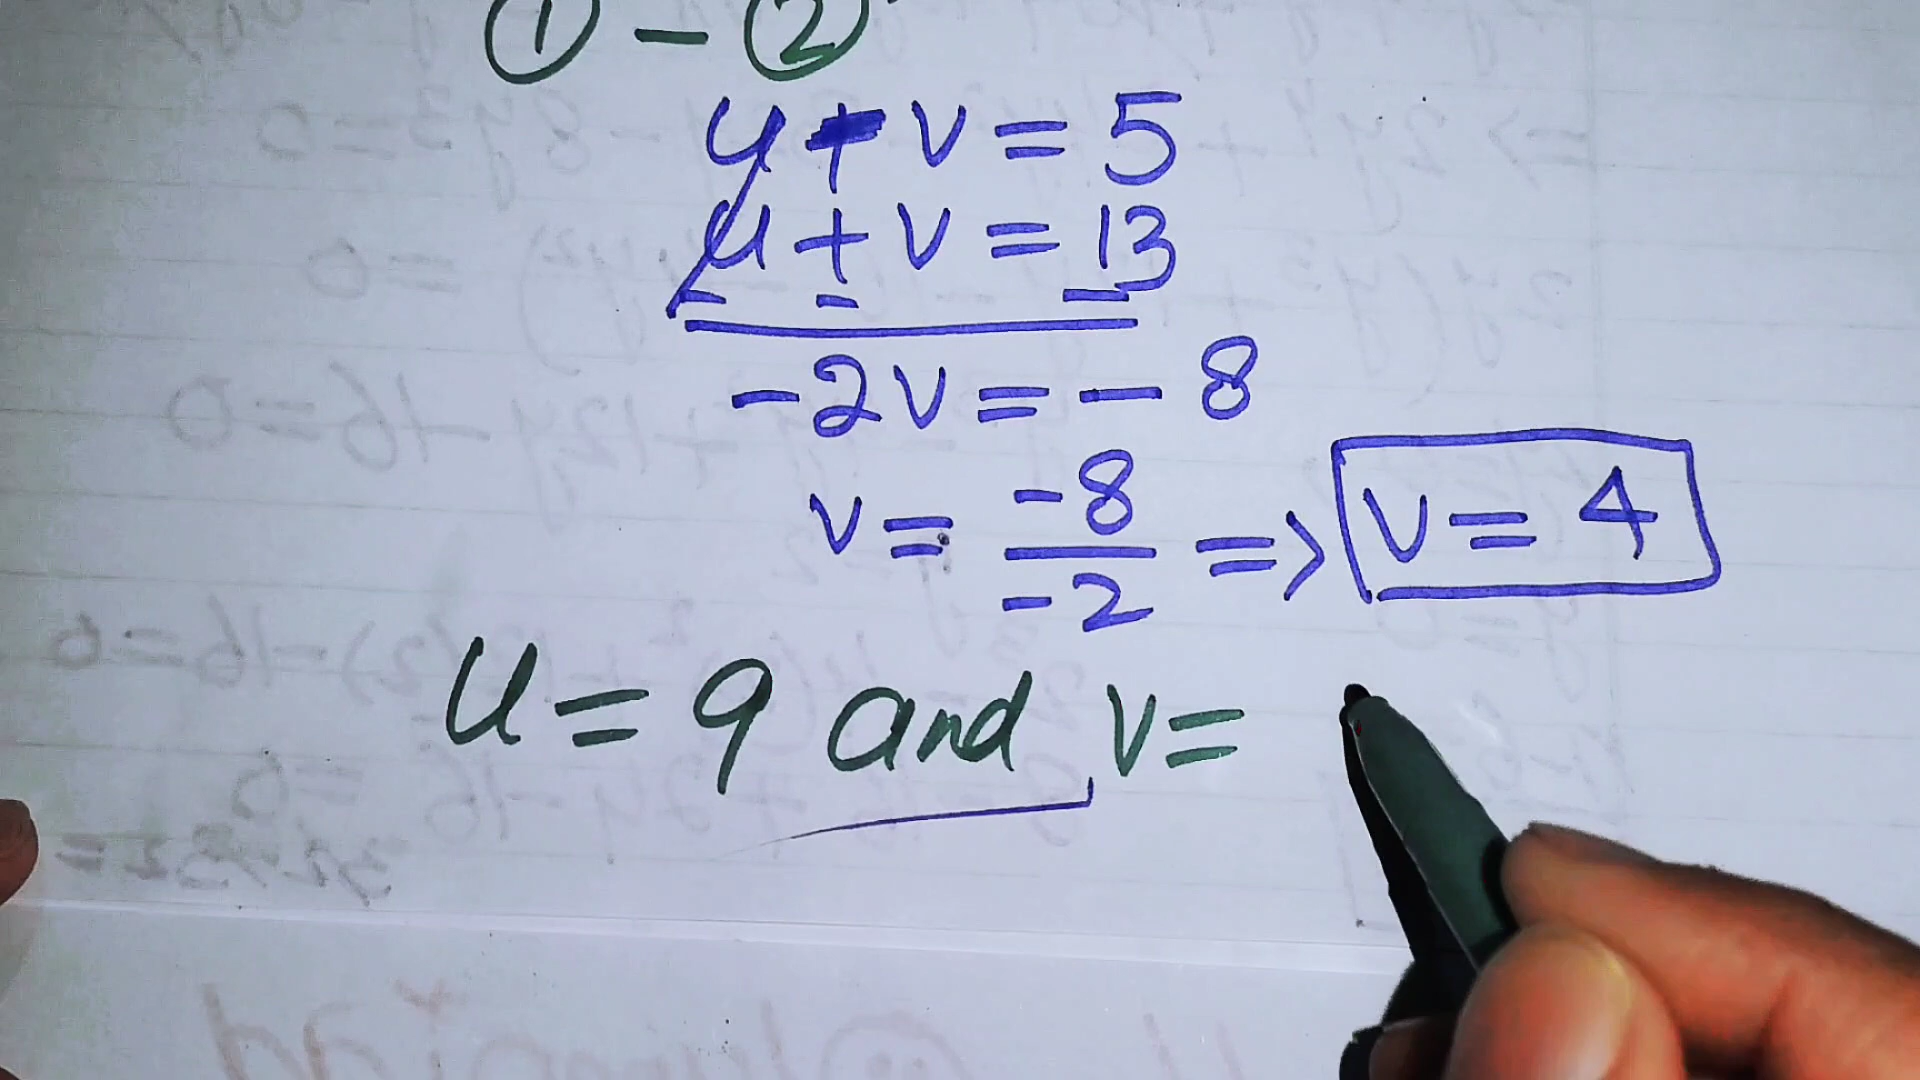 ① - ②
u - v = 5
u + v = 13
- - -
-2v = - 8
v = -8/-2 => v = 4
u = 9 and v =